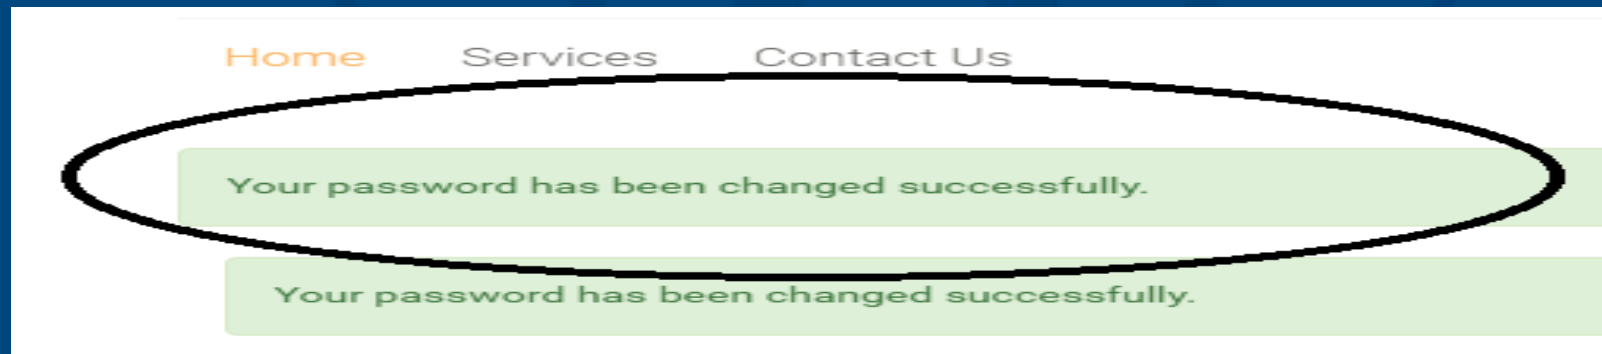 Home Services Contact Us
Your password has been changed successfully.
Your password has been changed successfully.